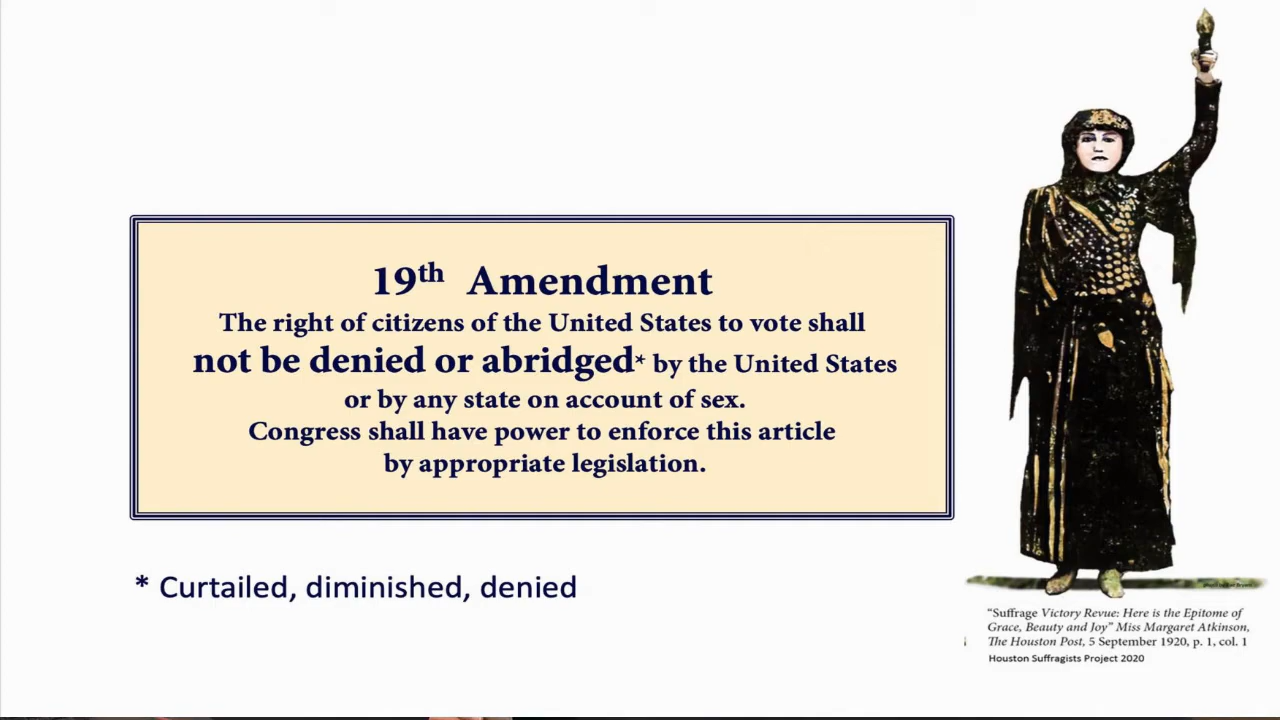 19th Amendment
The right of citizens of the United States to vote shall
not be denied or abridged* by the United States
or by any state on account of sex.
Congress shall have power to enforce this article
by appropriate legislation.
* Curtailed, diminished, denied
“Suffrage Victory Revue: Here is the Epitome of
Grace, Beauty and Joy” Miss Margaret Atkinson,
The Houston Post, 5 September 1920, p. 1, col. 1
Houston Suffragists Project 2020